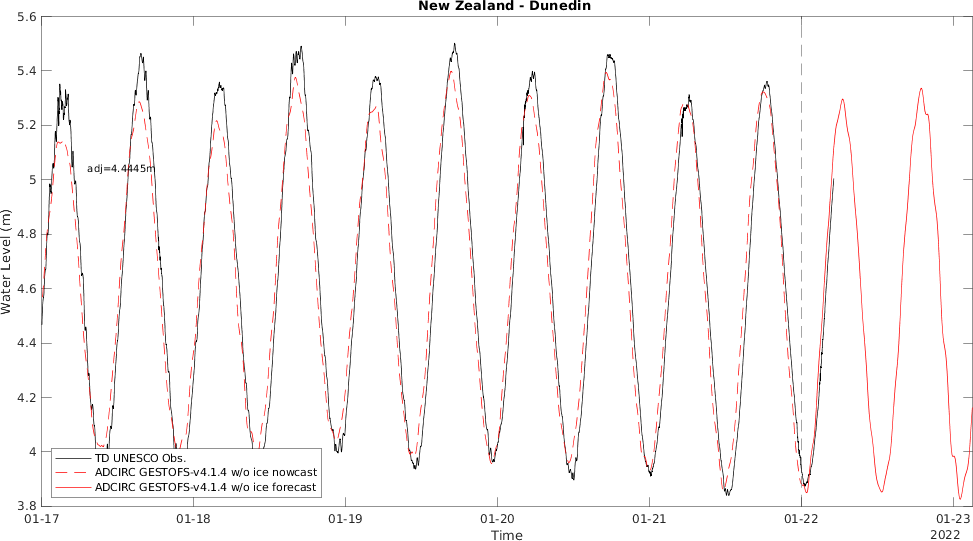 New Zealand - Dunedin
5.6
5.4
5.2
5
4.8
4.6
4.4
4.2
4
3.8
Water Level (m)
adj=4.4445m
TD UNESCO Obs.
ADCIRC GESTOFS-v4.1.4 w/o ice nowcast
ADCIRC GESTOFS-v4.1.4 w/o ice forecast
01-17 01-18 01-19 01-20 01-21 01-22 01-23
Time 2022